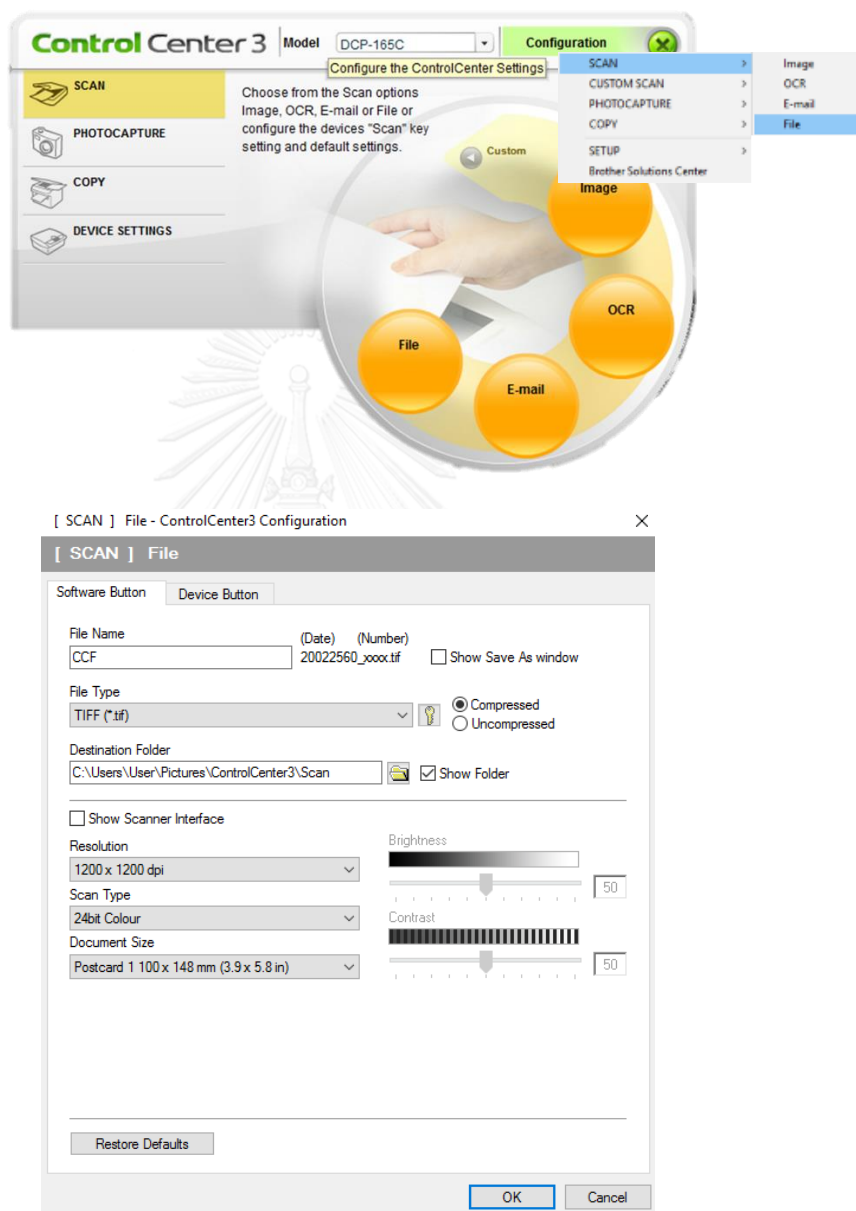 Control Center 3 Model DCP-165C Configuration
Configure the ControlCenter Settings
SCAN
PHOTOCAPTURE
COPY
DEVICE SETTINGS
Choose from the Scan options
Image, OCR, E-mail or File or
configure the devices "Scan" key
setting and default settings.
SCAN
CUSTOM SCAN
PHOTOCAPTURE
COPY
SETUP
Brother Solutions Center
Image
OCR
E-mail
File
Custom
Image
OCR
E-mail
File
[ SCAN ] File - ControlCenter3 Configuration
[ SCAN ] File
Software Button Device Button
File Name (Date) (Number)
CCF 20022560_xxxx.tif Show Save As window
File Type
TIFF (*.tif) Compressed
Uncompressed
Destination Folder
C:\Users\User\Pictures\ControlCenter3\Scan Show Folder
Show Scanner Interface
Resolution Brightness
1200 x 1200 dpi 50
Scan Type
24bit Colour Contrast
Document Size
Postcard 1 100 x 148 mm (3.9 x 5.8 in) 50
Restore Defaults
OK Cancel